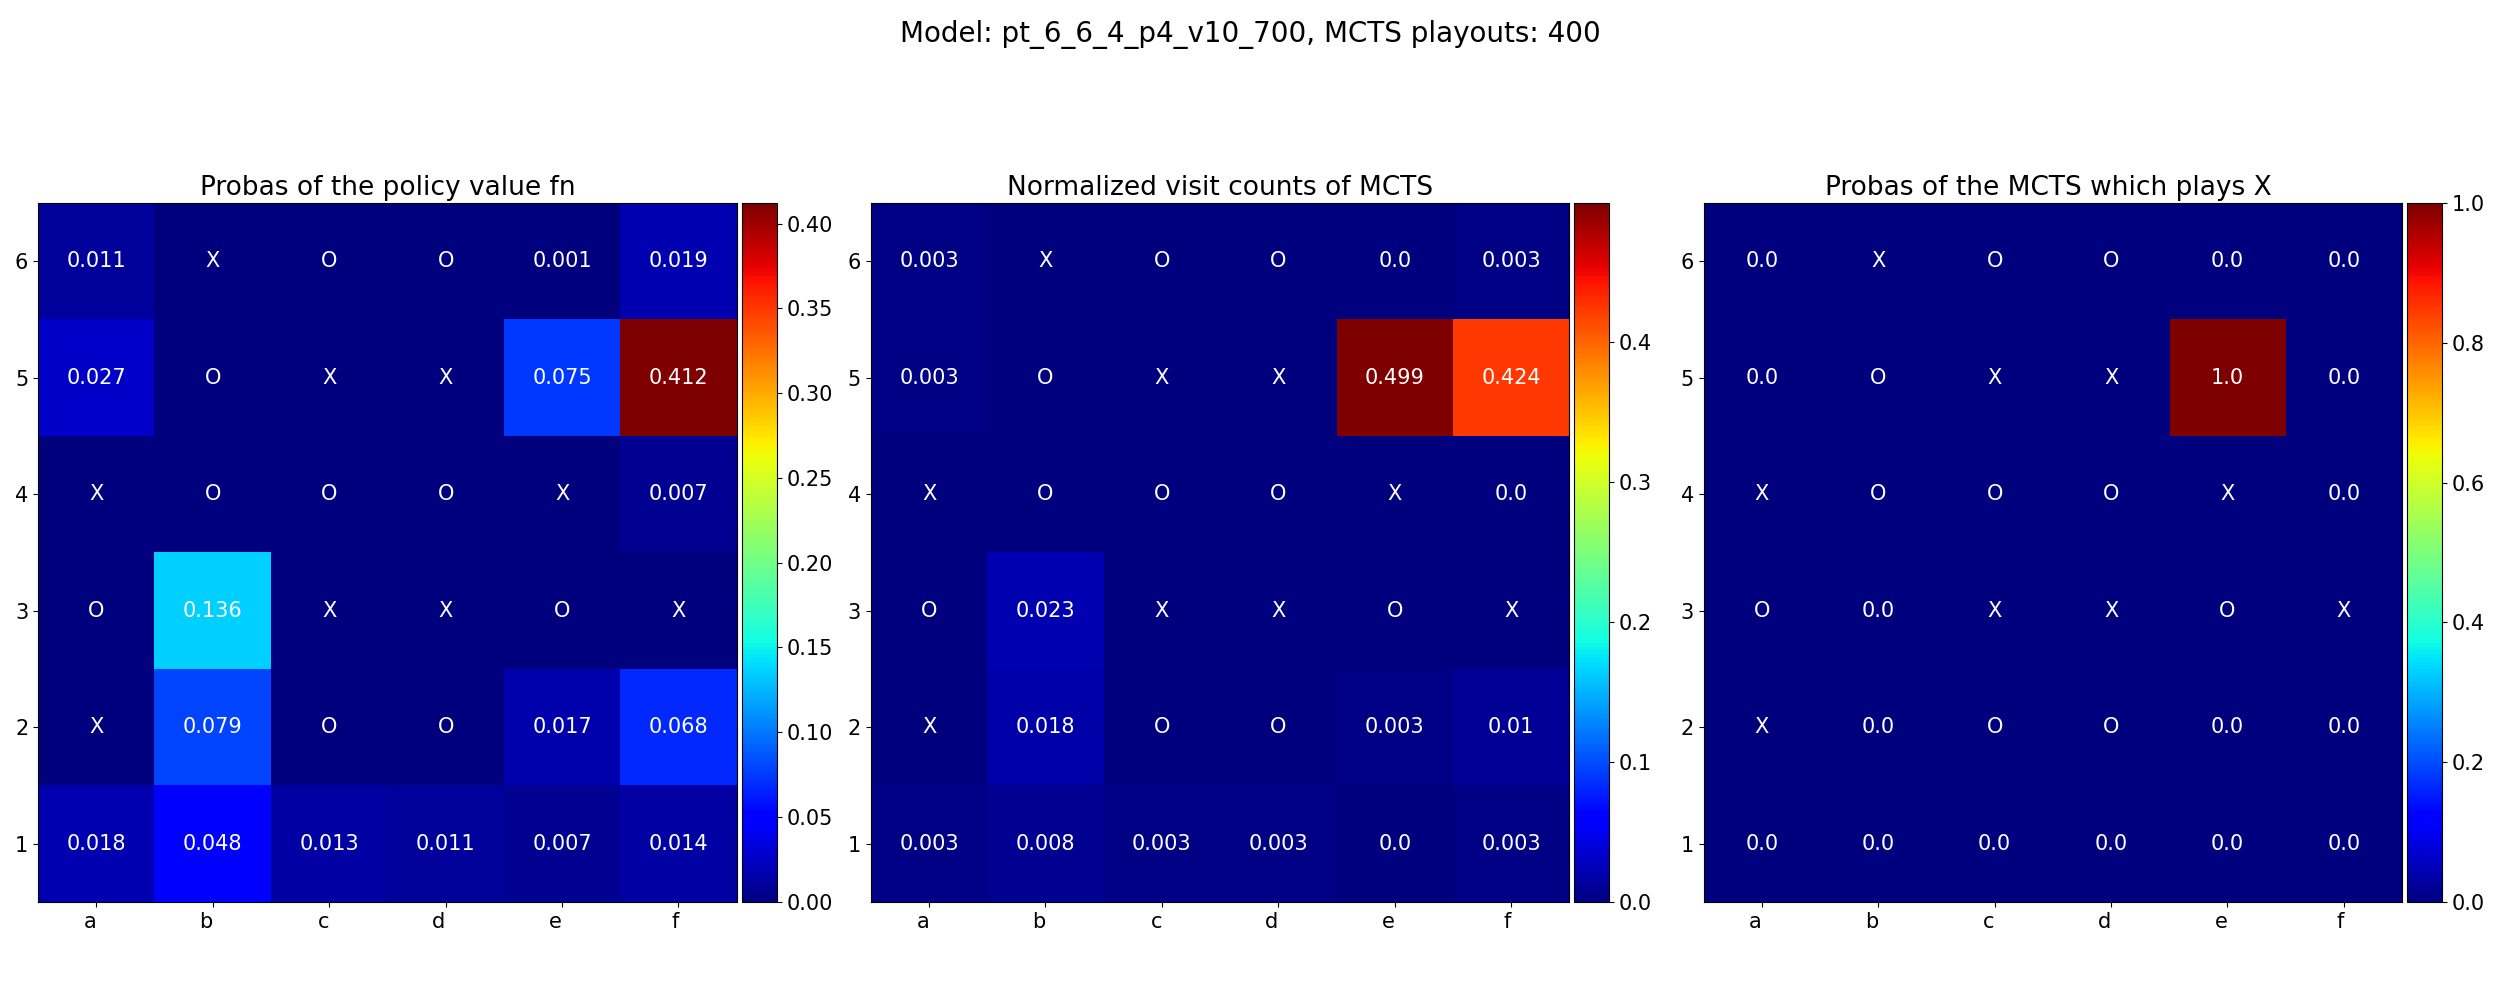 Model: pt_6_6_4_p4_v10_700, MCTS playouts: 400
Probas of the policy value fn
6 0.011 X O O 0.001 0.019
5 0.027 O X X 0.075 0.412
4 X O O O X 0.007
3 O 0.136 X X O X
2 X 0.079 O O 0.017 0.068
1 0.018 0.048 0.013 0.011 0.007 0.014
a b c d e f
0.40
0.35
0.30
0.25
0.20
0.15
0.10
0.05
0.00
Normalized visit counts of MCTS
6 0.003 X O O 0.0 0.003
5 0.003 O X X 0.499 0.424
4 X O O O X 0.0
3 O 0.023 X X O X
2 X 0.018 O O 0.003 0.01
1 0.003 0.008 0.003 0.003 0.0 0.003
a b c d e f
0.4
0.3
0.2
0.1
0.0
Probas of the MCTS which plays X
6 0.0 X O O 0.0 0.0
5 0.0 O X X 1.0 0.0
4 X O O O X 0.0
3 O 0.0 X X O X
2 X 0.0 O O 0.0 0.0
1 0.0 0.0 0.0 0.0 0.0 0.0
a b c d e f
1.0
0.8
0.6
0.4
0.2
0.0